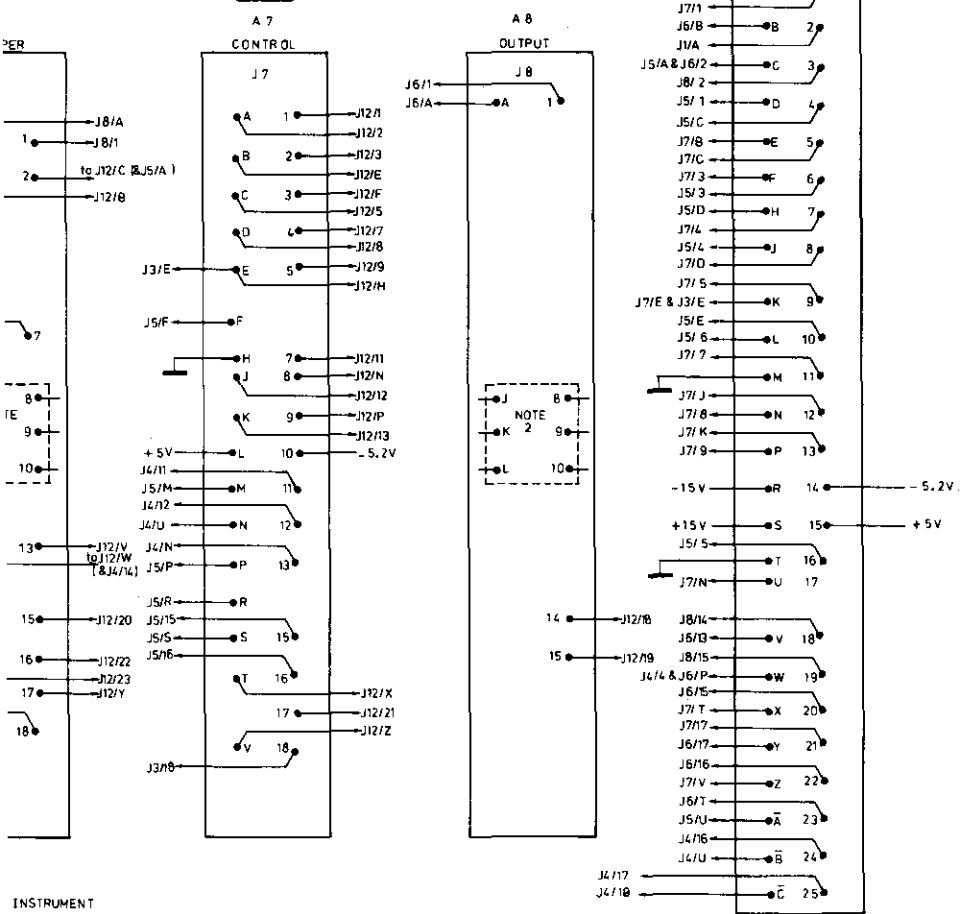 PER
J8/A
1 J8/1
2 to J12/C (&J5/A)
J12/B
7
8
TE
9
10
13 J12/V
to J12/W
(&J4/14)
15 J12/20
16 J12/22
J12/23
17 J12/Y
18
INSTRUMENT
A 7
CONTROL
J 7
A 1 J12/1
J12/2
B 2 J12/3
J12/E
C 3 J12/F
J12/5
D 4 J12/7
J12/8
J3/E E 5 J12/9
J12/H
J5/F F
H 7 J12/11
J 8 J12/N
J12/12
K 9 J12/P
J12/13
+5V L 10 -5.2V
J4/11
J5/M M 11
J4/12
J4/U N 12
J4/N
J5/P P 13
J5/R R
J5/15
J5/S S 15
J5/16
T 16
J12/X
17 J12/21
J12/Z
V 18
J3/18
A 8
OUTPUT
J 8
J6/1
J6/A A 1
J 8
NOTE
K 2 9
L 10
14 J12/18
15 J12/19
J7/1
J6/B B 2
J1/A
J5/A & J6/2 C 3
J8/2
J5/1 D 4
J5/C
J7/B E 5
J7/C
J7/3 F 6
J5/3
J5/D H 7
J7/4
J5/4 J 8
J7/D
J7/5
J7/E & J3/E K 9
J5/E
J5/6 L 10
J7/7
M 11
J7/J
J7/8 N 12
J7/K
J7/9 P 13
-15V R 14 -5.2V
+15V S 15 +5V
J5/5
T 16
J7/N U 17
J8/14
J6/13 V 18
J8/15
J4/4 & J6/P W 19
J6/15
J7/T X 20
J7/17
J6/17 Y 21
J6/16
J7/V Z 22
J6/T
J5/U A̅ 23
J4/16
J4/U B̅ 24
J4/17
J4/18 C̅ 25